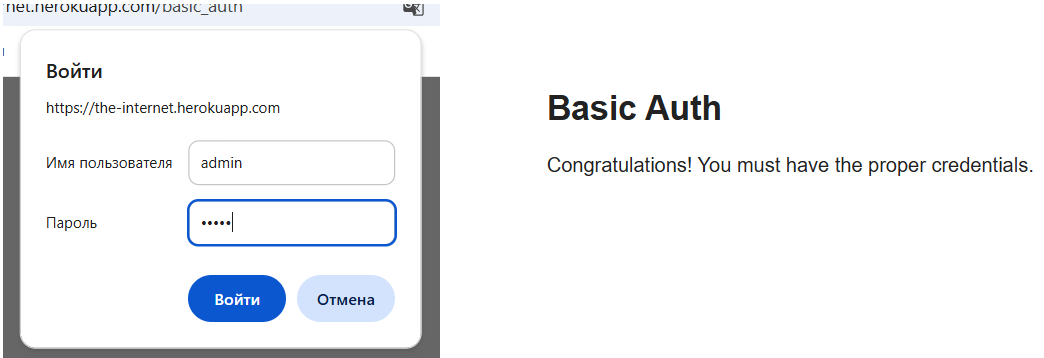 net.herokuapp.com/basic_auth
Войти
https://the-internet.herokuapp.com
Имя пользователя admin
Пароль •••••
Войти Отмена
Basic Auth
Congratulations! You must have the proper credentials.